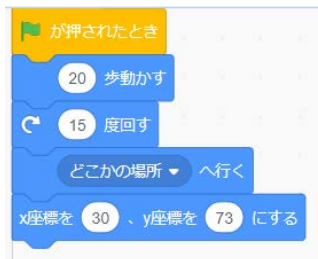 が押されたとき
20 歩動かす
15 度回す
どこかの場所 へ行く
x座標を 30 、y座標を 73 にする